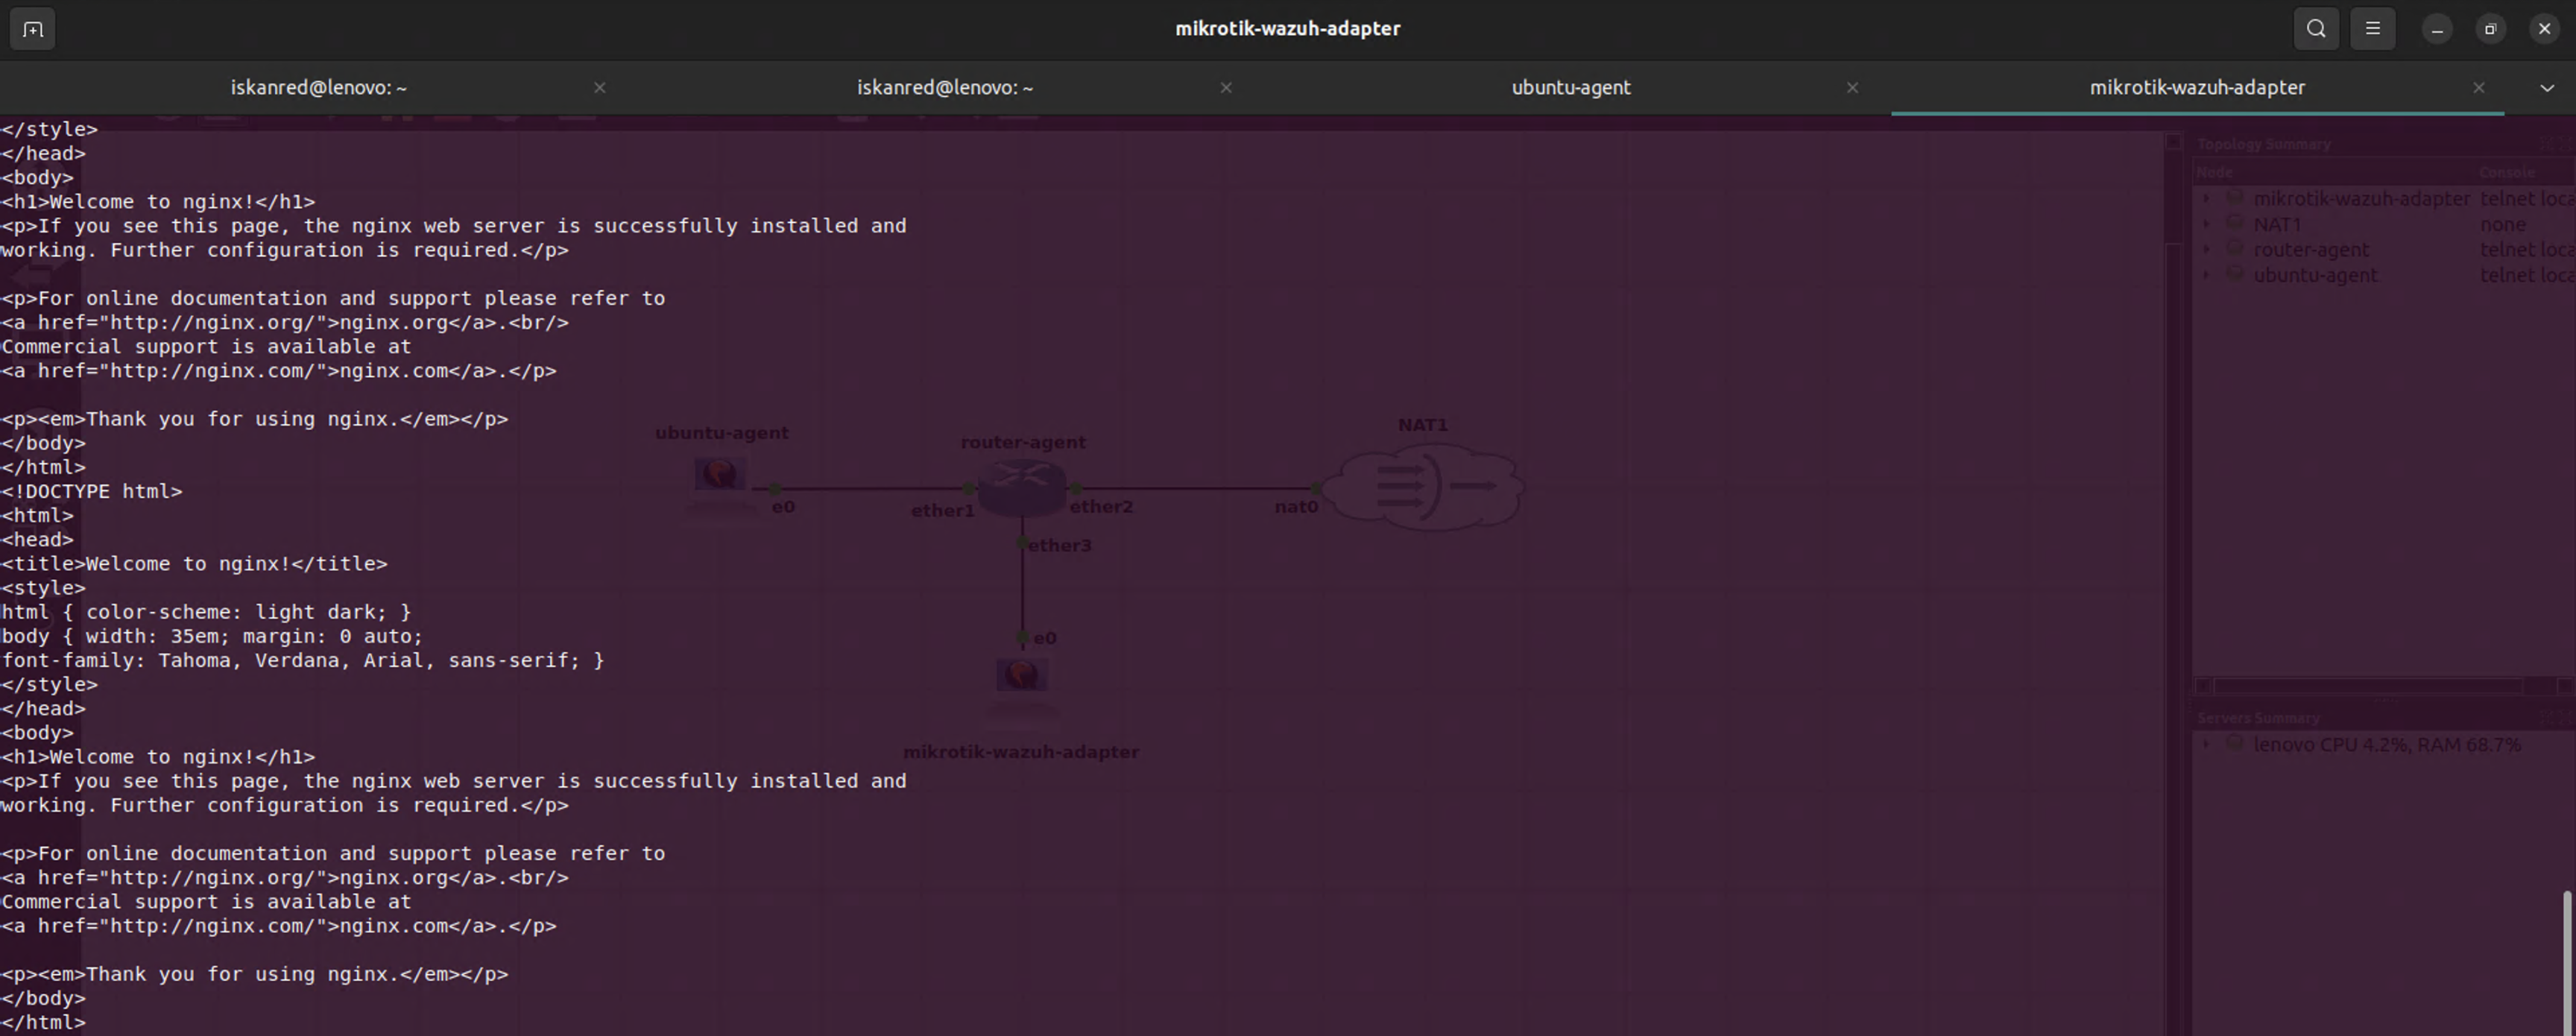 mikrotik-wazuh-adapter
iskanred@lenovo: ~
iskanred@lenovo: ~
ubuntu-agent
mikrotik-wazuh-adapter
</style>
</head>
<body>
<h1>Welcome to nginx!</h1>
<p>If you see this page, the nginx web server is successfully installed and
working. Further configuration is required.</p>
<p>For online documentation and support please refer to
<a href="http://nginx.org/">nginx.org</a>.<br/>
Commercial support is available at
<a href="http://nginx.com/">nginx.com</a>.</p>
<p><em>Thank you for using nginx.</em></p>
</body>
</html>
<!DOCTYPE html>
<html>
<head>
<title>Welcome to nginx!</title>
<style>
html { color-scheme: light dark; }
body { width: 35em; margin: 0 auto;
font-family: Tahoma, Verdana, Arial, sans-serif; }
</style>
</head>
<body>
<h1>Welcome to nginx!</h1>
<p>If you see this page, the nginx web server is successfully installed and
working. Further configuration is required.</p>
<p>For online documentation and support please refer to
<a href="http://nginx.org/">nginx.org</a>.<br/>
Commercial support is available at
<a href="http://nginx.com/">nginx.com</a>.</p>
<p><em>Thank you for using nginx.</em></p>
</body>
</html>
ubuntu-agent
router-agent
NAT1
e0
ether1
ether2
nat0
ether3
e0
mikrotik-wazuh-adapter
Topology Summary
Node Console
mikrotik-wazuh-adapter telnet loca
NAT1 none
router-agent telnet loca
ubuntu-agent telnet loca
Servers Summary
lenovo CPU 4.2%, RAM 68.7%